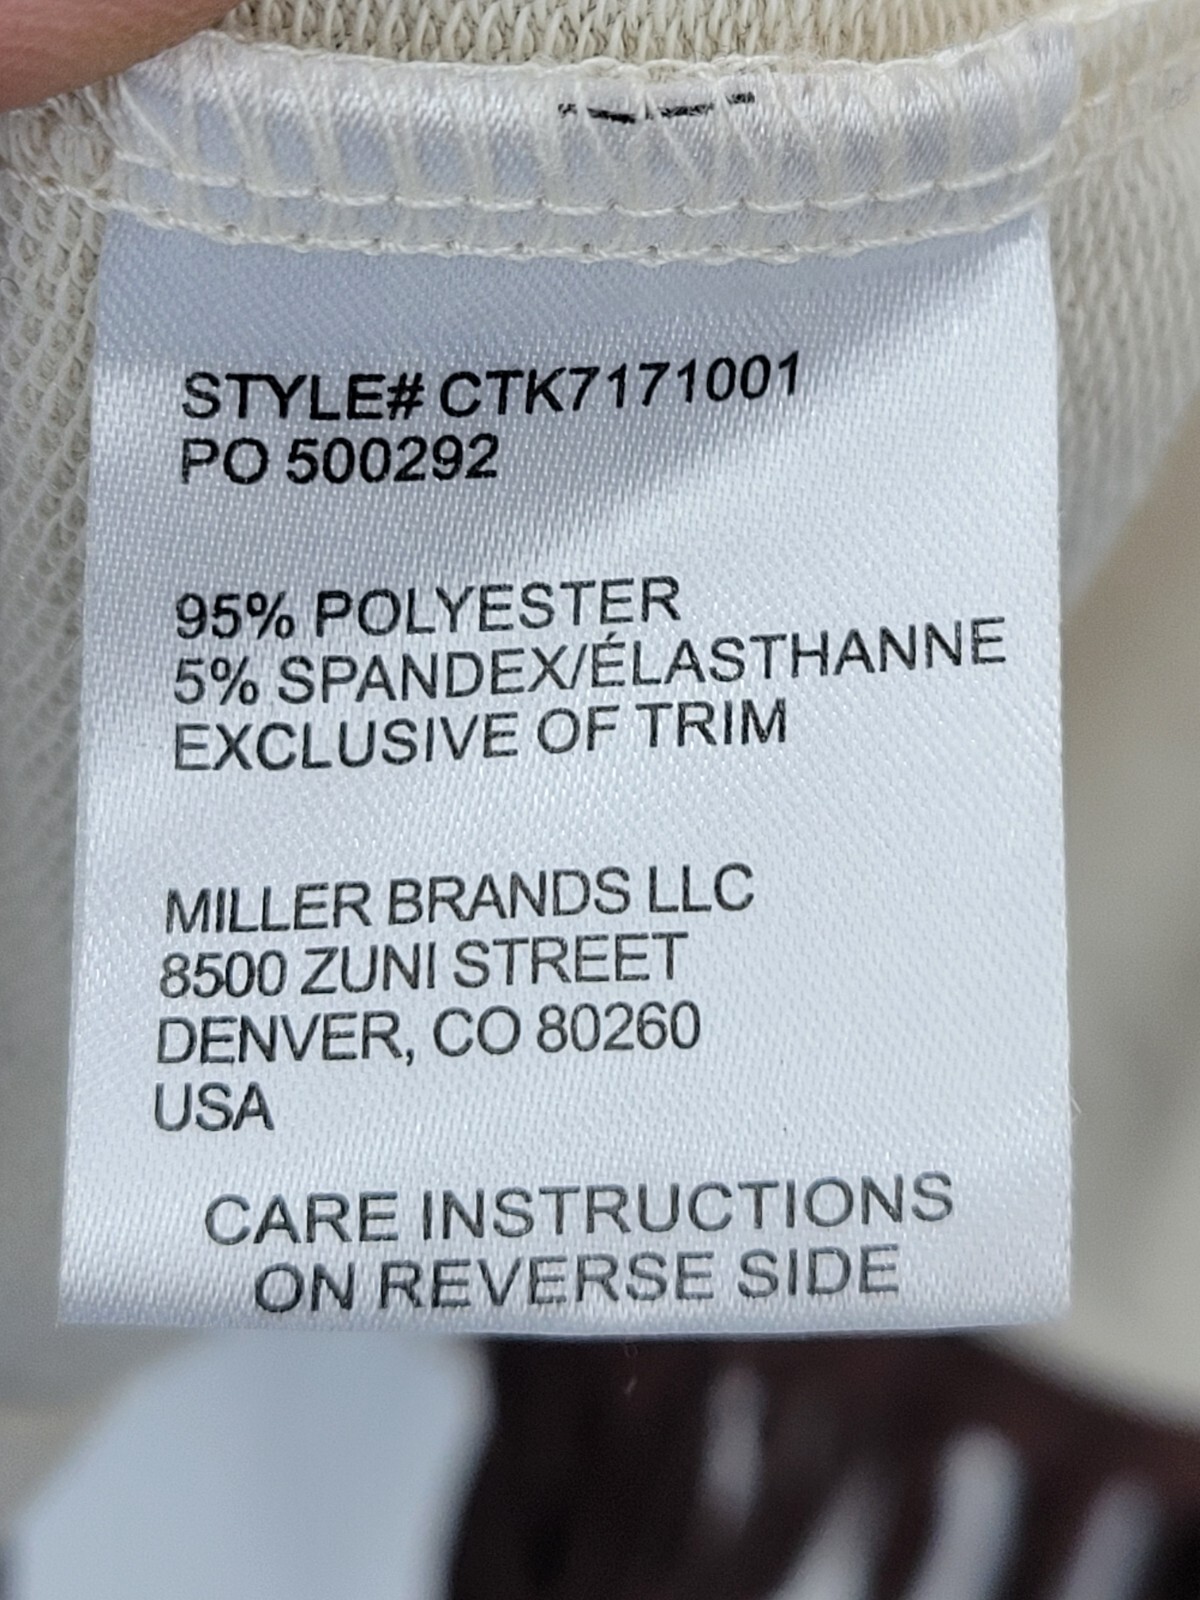 STYLE# CTK7171001
PO 500292
95% POLYESTER
5% SPANDEX/ÉLASTHANNE
EXCLUSIVE OF TRIM
MILLER BRANDS LLC
8500 ZUNI STREET
DENVER, CO 80260
USA
CARE INSTRUCTIONS
ON REVERSE SIDE